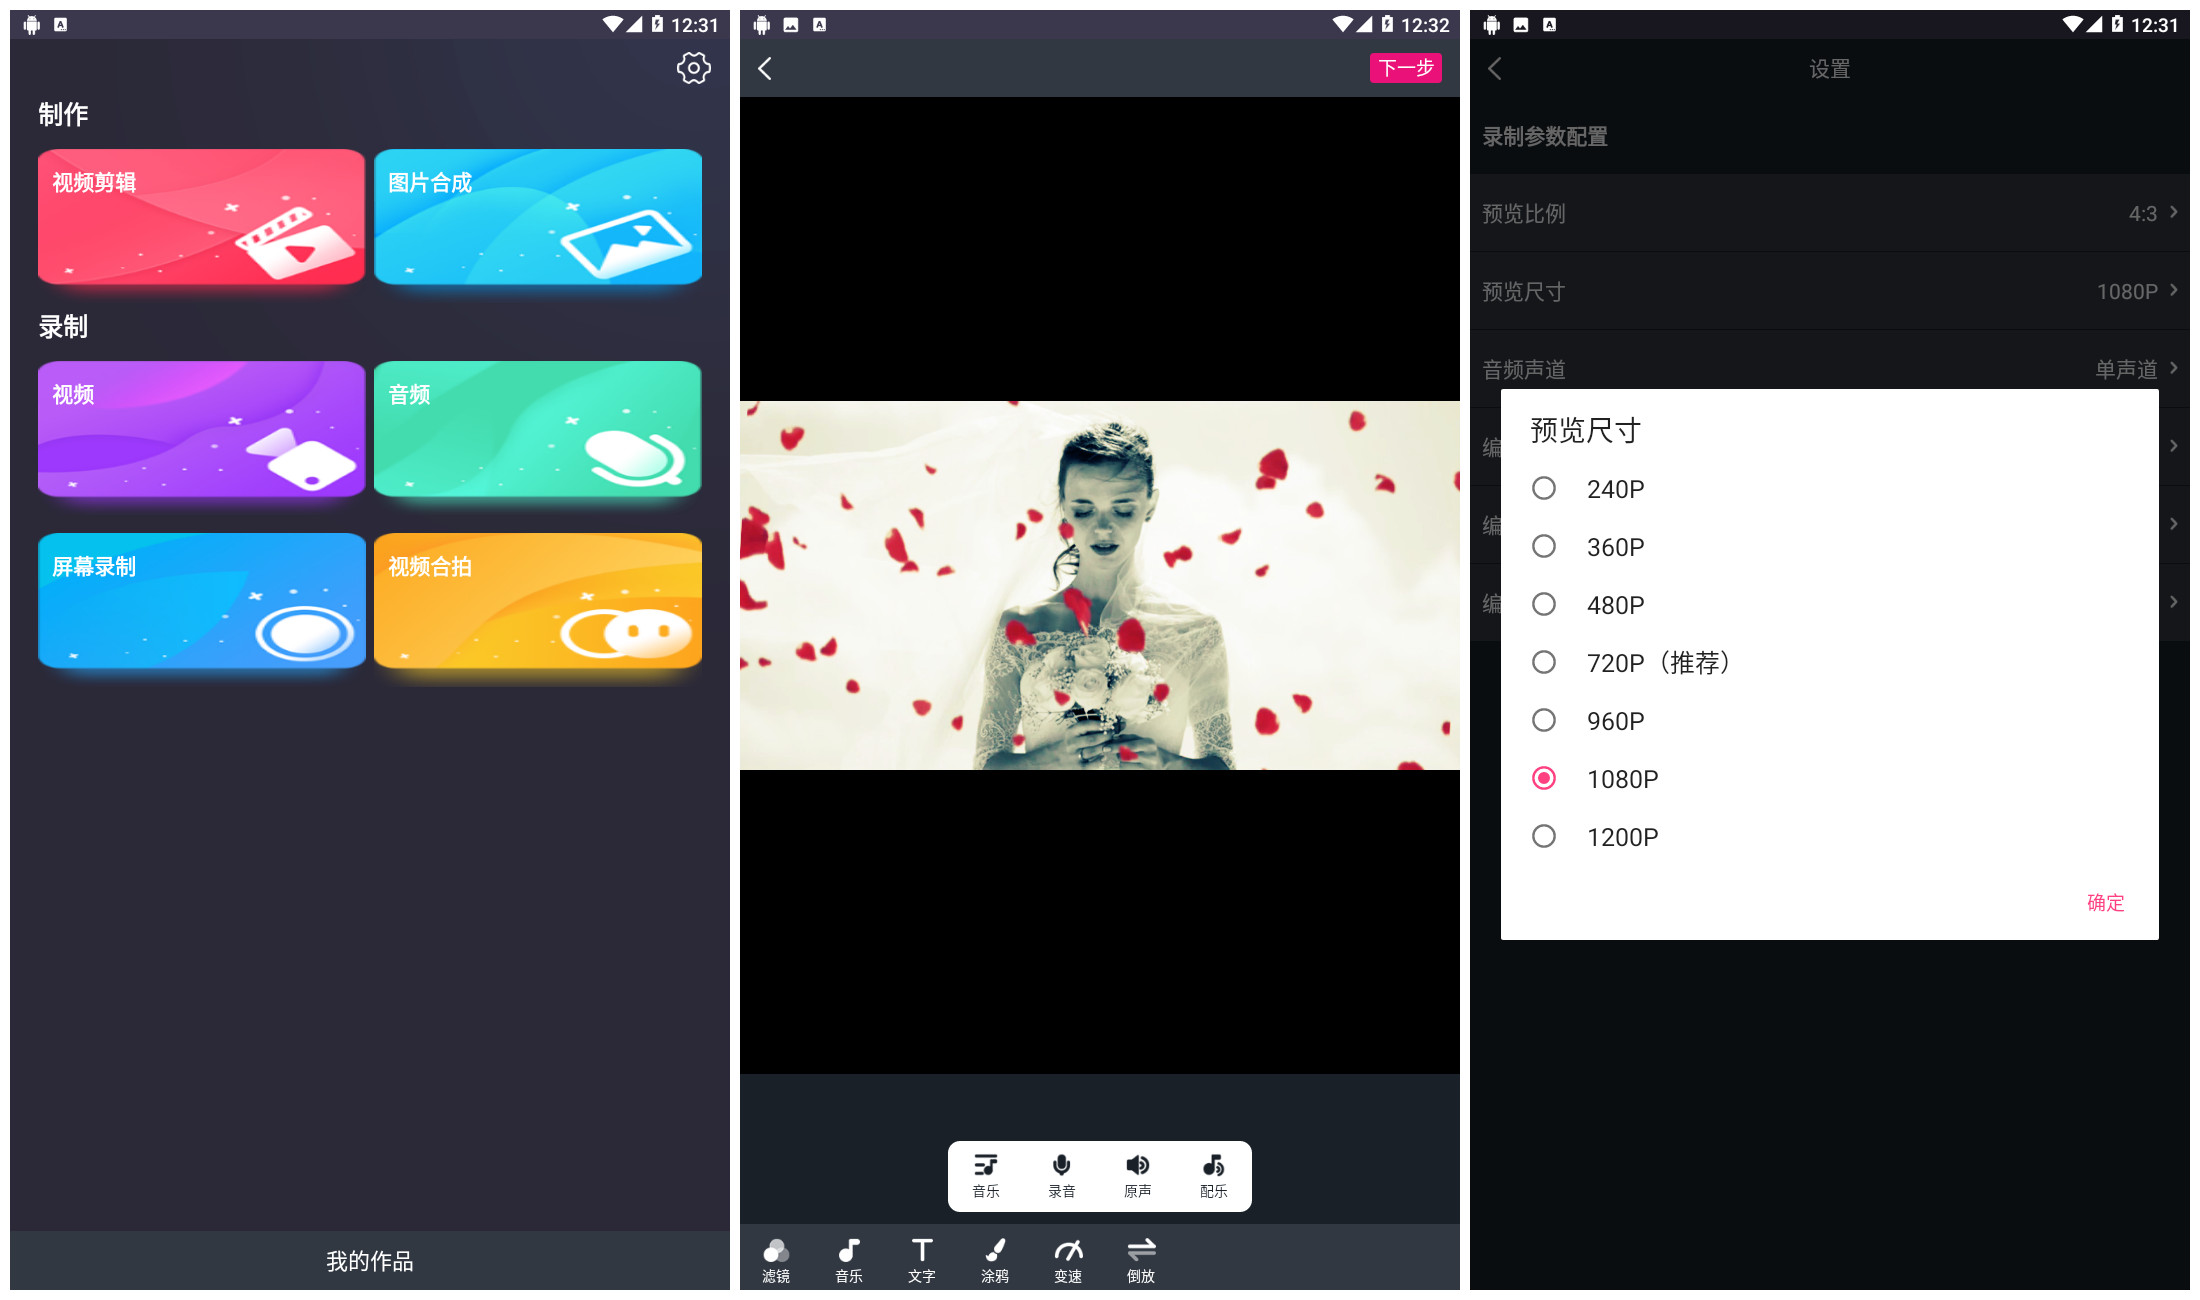 12:31
制作
视频剪辑
图片合成
录制
视频
音频
屏幕录制
视频合拍
我的作品
12:32
下一步
音乐
录音
原声
配乐
滤镜
音乐
文字
涂鸦
变速
倒放
12:31
设置
录制参数配置
预览比例
4:3
预览尺寸
1080P
音频声道
单声道
编
编
编
预览尺寸
240P
360P
480P
720P（推荐）
960P
1080P
1200P
确定